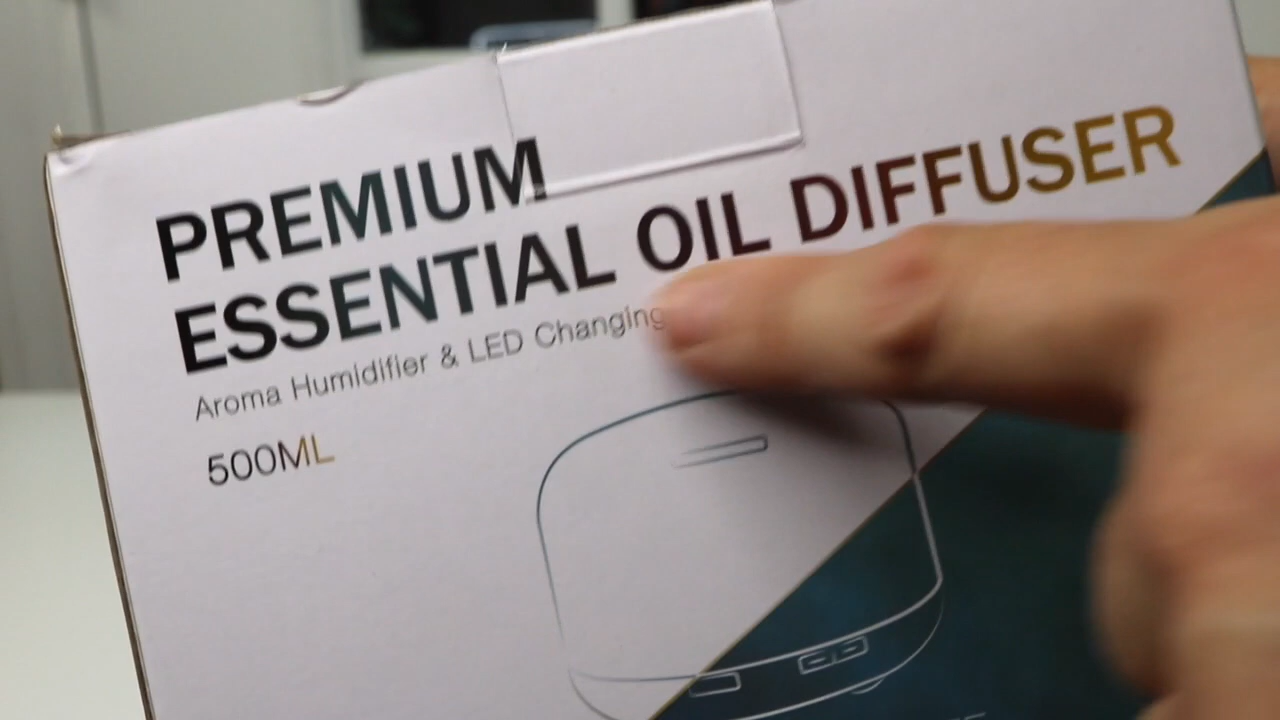 PREMIUM
ESSENTIAL OIL DIFFUSER
Aroma Humidifier & LED Changing
500ML